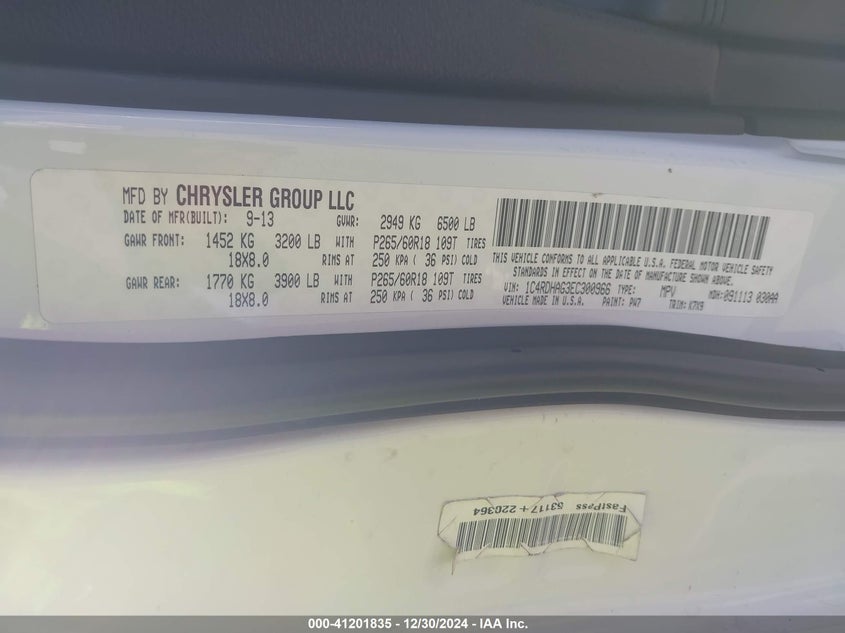 MFD BY CHRYSLER GROUP LLC
DATE OF MFR(BUILT): 9-13 GVWR: 2949 KG 6500 LB
GAWR FRONT: 1452 KG 3200 LB WITH P265/60R18 109T TIRES
18X8.0 RIMS AT 250 KPA ( 36 PSI) COLD
GAWR REAR: 1770 KG 3900 LB WITH P265/60R18 109T TIRES
18X8.0 RIMS AT 250 KPA ( 36 PSI) COLD
THIS VEHICLE CONFORMS TO ALL APPLICABLE U.S.A. FEDERAL MOTOR VEHICLE SAFETY
STANDARDS IN EFFECT ON THE DATE OF MANUFACTURE SHOWN ABOVE.
VIN: 1C4RDHAG3EC300966 TYPE: MPV MDH: 091113 030AA
VEHICLE MADE IN U.S.A. PAINT: PW7 TRIM: K7X9
FastPass 53117 + 220364
000-41201835 - 12/30/2024 - IAA Inc.